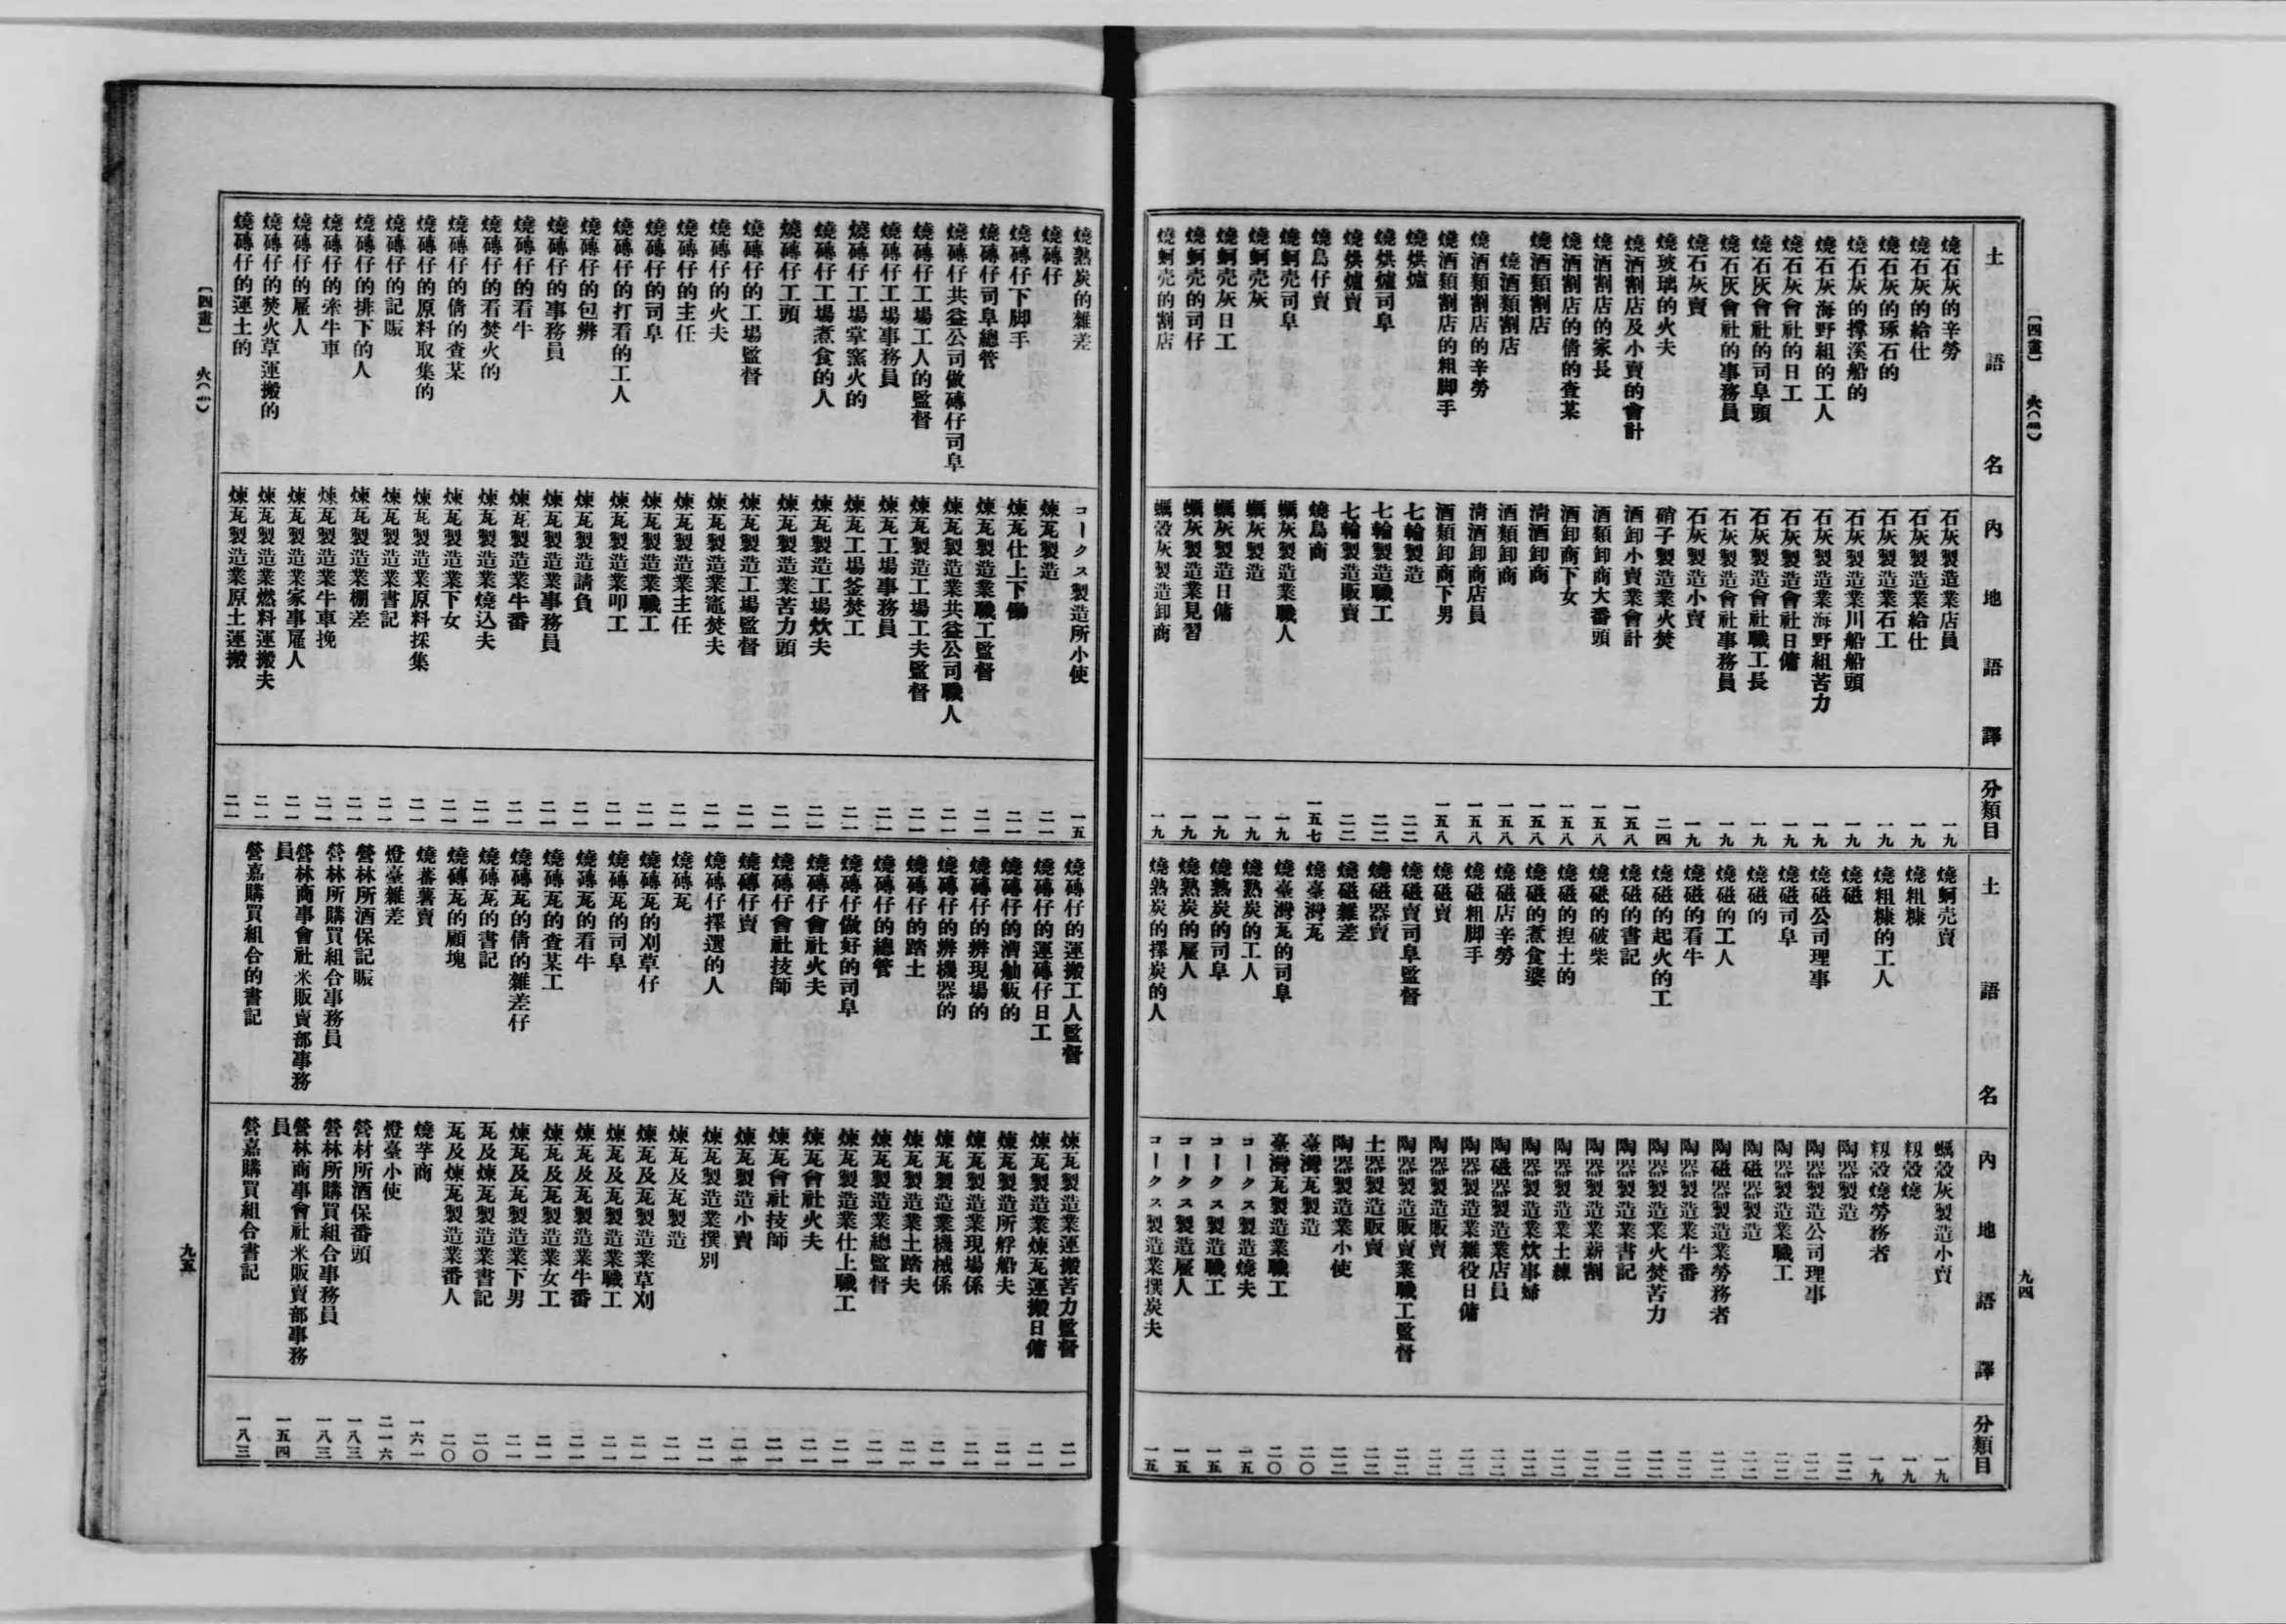 〔四畫〕　火（一一—一二）
九四
土語名　內地語譯　分類目
燒石灰的辛勞　石灰製造業店員　一九
燒石灰的給仕　石灰製造業給仕　一九
燒石灰的琢石的　石灰製造業石工　一九
燒石灰的撑溪船的　石灰製造業川船船頭　一九
燒石灰海野組的工人　石灰製造業海野組苦力　一九
燒石灰會社的日工　石灰製造會社日傭　一九
燒石灰會社的司阜頭　石灰製造會社職工長　一九
燒石灰會社的事務員　石灰製造會社事務員　一九
燒石灰賣　石灰製造小賣　一九
燒玻璃的火夫　硝子製造業火焚　二四
燒酒割店及小賣的會計　酒卸小賣業會計　一五八
燒酒割店的家長　酒類卸商大番頭　一五八
燒酒割店的倩的查某　酒卸商下女　一五八
燒酒類割店　清酒卸商　一五八
燒酒類割店　酒類卸商　一五八
燒酒類割店的辛勞　清酒卸商店員　一五八
燒酒類割店的粗脚手　酒類卸商下男　一五八
燒烘爐　七輪製造　二二
燒烘爐司阜　七輪製造職工　二二
燒烘爐賣　七輪製造販賣　二二
燒鳥仔賣　燒鳥商　一五七
燒蚵壳司阜　蠣灰製造業職人　一九
燒蚵壳灰　蠣灰製造　一九
燒蚵壳灰日工　蠣灰製造日傭　一九
燒蚵壳的司仔　蠣灰製造業見習　一九
燒蚵壳的割店　蠣殼灰製造卸商　一九
土語名　內地語譯　分類目
燒蚵壳賣　蠣殼灰製造小賣　一九
燒粗糠　籾殼燒　一九
燒粗糠的工人　籾殼燒勞務者　一九
燒磁　陶器製造　二二
燒磁公司理事　陶器製造公司理事　二二
燒磁司阜　陶器製造業職工　二二
燒磁的　陶磁器製造　二二
燒磁的工人　陶磁器製造業勞務者　二二
燒磁的看牛　陶器製造業牛番　二二
燒磁的起火的工　陶器製造業火焚苦力　二二
燒磁的書記　陶器製造業書記　二二
燒磁的破柴　陶器製造業薪割　二二
燒磁的捏土的　陶器製造業土練　二二
燒磁的煮食婆　陶器製造業炊事婦　二二
燒磁店辛勞　陶磁器製造業店員　二二
燒磁粗脚手　陶器製造業雜役日傭　二二
燒磁賣　陶器製造販賣　二二
燒磁賣司阜監督　陶器製造販賣業職工監督　二二
燒磁器賣　土器製造販賣　二二
燒磁雜差　陶器製造業小使　二二
燒臺灣瓦　臺灣瓦製造　二〇
燒臺灣瓦的司阜　臺灣瓦製造業職工　二〇
燒熟炭的工人　コークス製造燒夫　一五
燒熟炭的司阜　コークス製造職工　一五
燒熟炭的雇人　コークス製造雇人　一五
燒熟炭的擇炭的人　コークス製造業撰炭夫　一五
燒熟炭的雜差　コークス製造所小使　一五
燒磚仔　煉瓦製造　二一
燒磚仔下脚手　煉瓦仕上下働　二一
燒磚仔司阜總管　煉瓦製造業職工監督　二一
燒磚仔共益公司做磚仔司阜　煉瓦製造業共益公司職人　二一
燒磚仔工場工人的監督　煉瓦製造工場工夫監督　二一
燒磚仔工場事務員　煉瓦工場事務員　二一
燒磚仔工場掌窯火的　煉瓦工場釜焚工　二一
燒磚仔工場煮食的人　煉瓦製造工場炊夫　二一
燒磚仔工頭　煉瓦製造業苦力頭　二一
燒磚仔的工場監督　煉瓦製造工場監督　二一
燒磚仔的火夫　煉瓦製造業竈焚夫　二一
燒磚仔的主任　煉瓦製造業主任　二一
燒磚仔的司阜　煉瓦製造業職工　二一
燒磚仔的打看的工人　煉瓦製造業叩工　二一
燒磚仔的包辦　煉瓦製造請負　二一
燒磚仔的事務員　煉瓦製造業事務員　二一
燒磚仔的看牛　煉瓦製造業牛番　二一
燒磚仔的看焚火的　煉瓦製造業燒込夫　二一
燒磚仔的倩的查某　煉瓦製造業下女　二一
燒磚仔的原料取集的　煉瓦製造業原料採集　二一
燒磚仔的記賬　煉瓦製造業書記　二一
燒磚仔的排下的人　煉瓦製造業棚差　二一
燒磚仔的牽牛車　煉瓦製造業牛車挽　二一
燒磚仔的雇人　煉瓦製造業家事雇人　二一
燒磚仔的焚火草運搬的　煉瓦製造業燃料運搬夫　二一
燒磚仔的運土的　煉瓦製造業原土運搬　二一
燒磚仔的運搬工人監督　煉瓦製造業運搬苦力監督　二一
燒磚仔的運磚仔日工　煉瓦製造業煉瓦運搬日傭　二一
燒磚仔的舢舨的　煉瓦製造所艀船夫　二一
燒磚仔的辨現場的　煉瓦製造業現場係　二一
燒磚仔的辨機器的　煉瓦製造業機械係　二一
燒磚仔的踏土　煉瓦製造業土踏夫　二一
燒磚仔的總管　煉瓦製造業總監督　二一
燒磚仔做好的司阜　煉瓦製造業仕上職工　二一
燒磚仔會社火夫　煉瓦會社火夫　二一
燒磚仔會社技師　煉瓦會社技師　二一
燒磚仔賣　煉瓦製造小賣　二一
燒磚仔擇選的人　煉瓦製造業撰別　二一
燒磚瓦　煉瓦及瓦製造　二一
燒磚瓦的刈草仔　煉瓦及瓦製造業草刈　二一
燒磚瓦的司阜　煉瓦及瓦製造業職工　二一
燒磚瓦的看牛　煉瓦及瓦製造業牛番　二一
燒磚瓦的查某工　煉瓦及瓦製造業女工　二一
燒磚瓦的倩的雜差仔　煉瓦及瓦製造業下男　二一
燒磚瓦的書記　瓦及煉瓦製造業書記　二〇
燒磚瓦的顧塊　瓦及煉瓦製造業番人　二〇
燒蕃薯賣　燒芋商　一六一
燈臺雜差　燈臺小使　二一六
營林所酒保記賬　營材所酒保番頭　一八三
營林所購買組合事務員　營林所購買組合事務員　一八三
營林商事會社米販賣部事務員　營林商事會社米販賣部事務員　一五四
營嘉購買組合的書記　營嘉購買組合書記　一八三
〔四畫〕　火（一二—一三）
九五